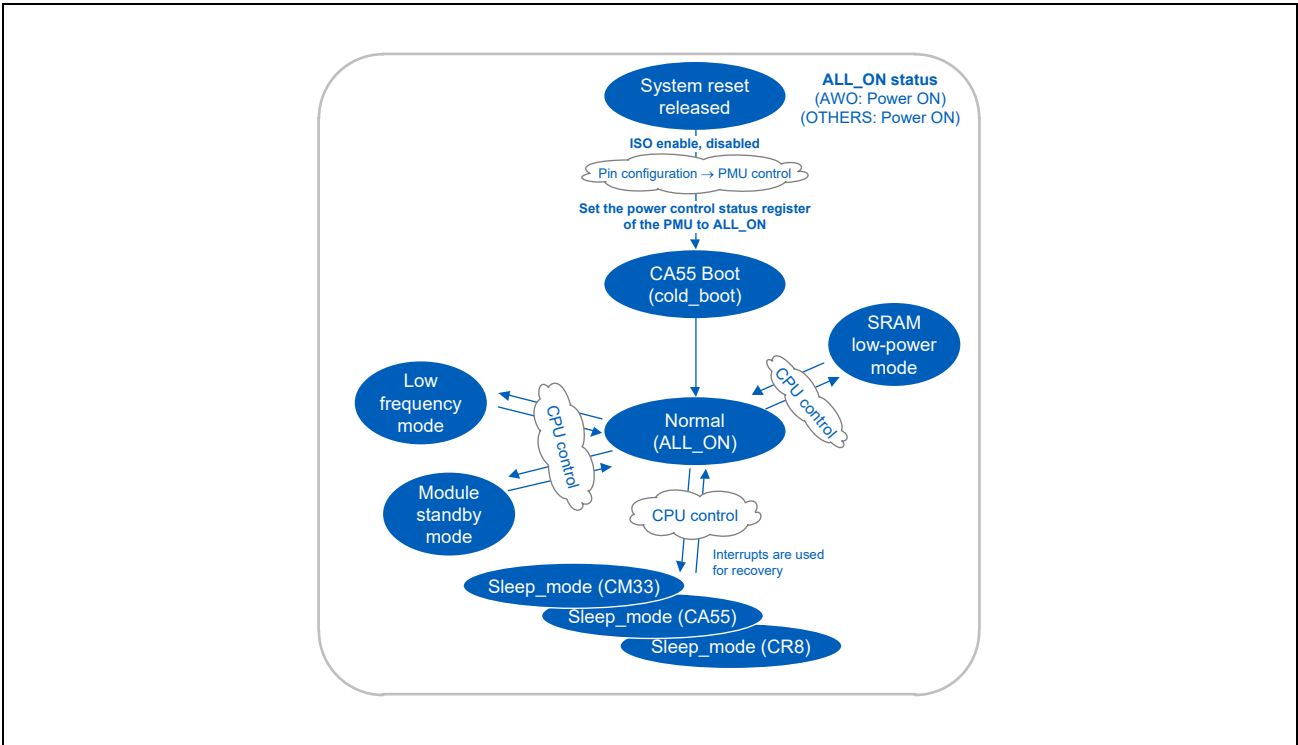 System reset
released
ALL_ON status
(AWO: Power ON)
(OTHERS: Power ON)
ISO enable, disabled
Pin configuration → PMU control
Set the power control status register
of the PMU to ALL_ON
CA55 Boot
(cold_boot)
SRAM
low-power
mode
CPU control
Low
frequency
mode
CPU control
Normal
(ALL_ON)
Module
standby
mode
CPU control
Interrupts are used
for recovery
Sleep_mode (CM33)
Sleep_mode (CA55)
Sleep_mode (CR8)